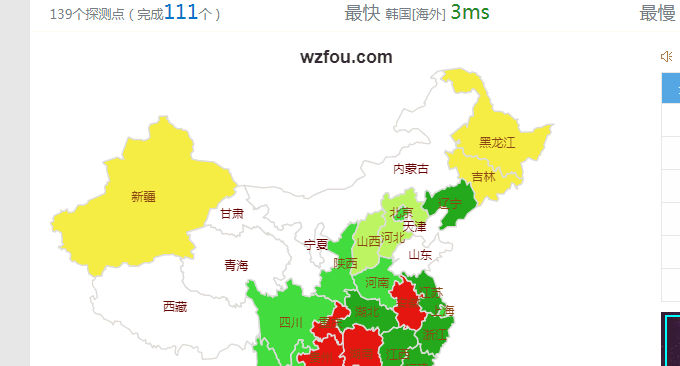 139个探测点 ( 完成111个 ) 最快 韩国[海外] 3ms 最慢
wzfou.com
黑龙江
内蒙古
吉林
新疆
辽宁
甘肃
北京
天津
宁夏
山西
河北
山东
陕西
青海
河南
西藏
江苏
湖北
上海
四川
浙江
江西